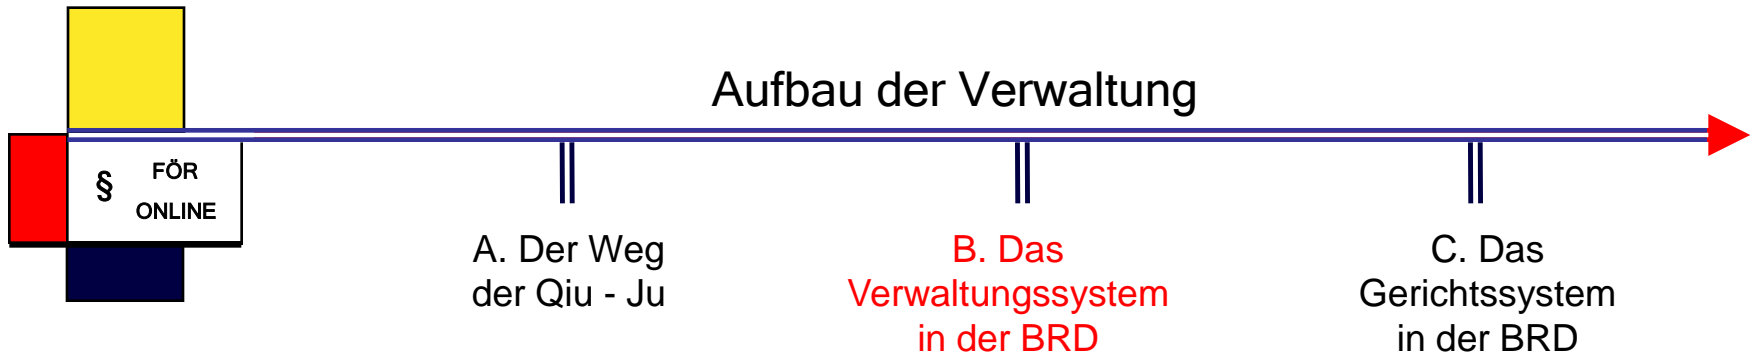 Aufbau der Verwaltung
§ FÖR
ONLINE
A. Der Weg
der Qiu - Ju
B. Das
Verwaltungssystem
in der BRD
C. Das
Gerichtssystem
in der BRD